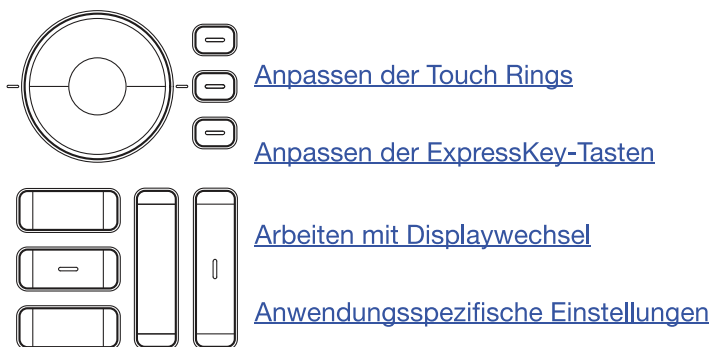 Anpassen der Touch Rings
Anpassen der ExpressKey-Tasten
Arbeiten mit Displaywechsel
Anwendungsspezifische Einstellungen